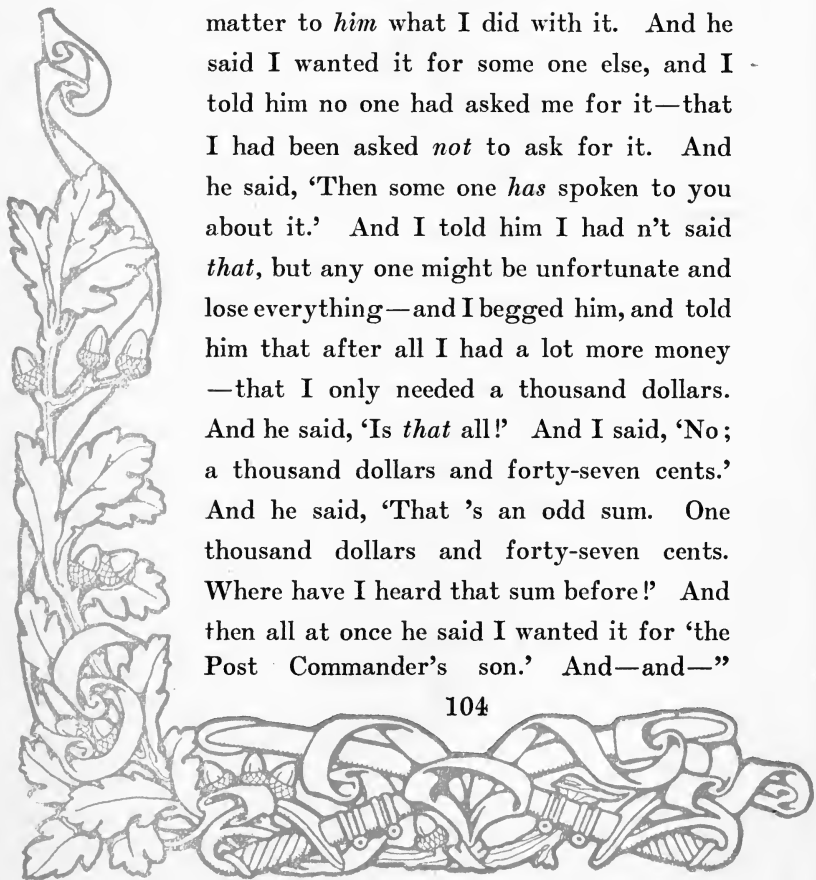 matter to him what I did with it. And he
said I wanted it for some one else, and I
told him no one had asked me for it—that
I had been asked not to ask for it. And
he said, ‘Then some one has spoken to you
about it.’ And I told him I had n’t said
that, but any one might be unfortunate and
lose everything—and I begged him, and told
him that after all I had a lot more money
—that I only needed a thousand dollars.
And he said, ‘Is that all!’ And I said, ‘No;
a thousand dollars and forty-seven cents.’
And he said, ‘That ’s an odd sum. One
thousand dollars and forty-seven cents.
Where have I heard that sum before!’ And
then all at once he said I wanted it for ‘the
Post Commander’s son.’ And—and—”
104